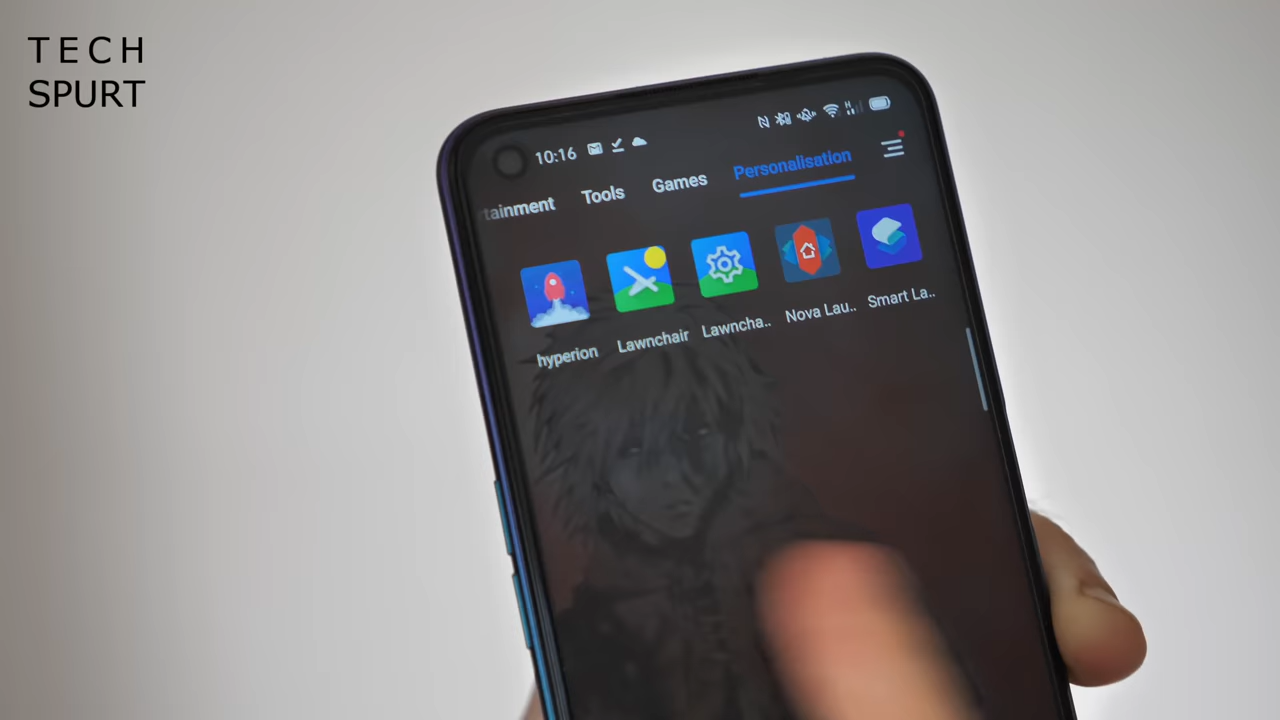 TECH
SPURT
10:16
tainment Tools Games Personalisation
hyperion Lawnchair Lawncha.. Nova Lau.. Smart La..